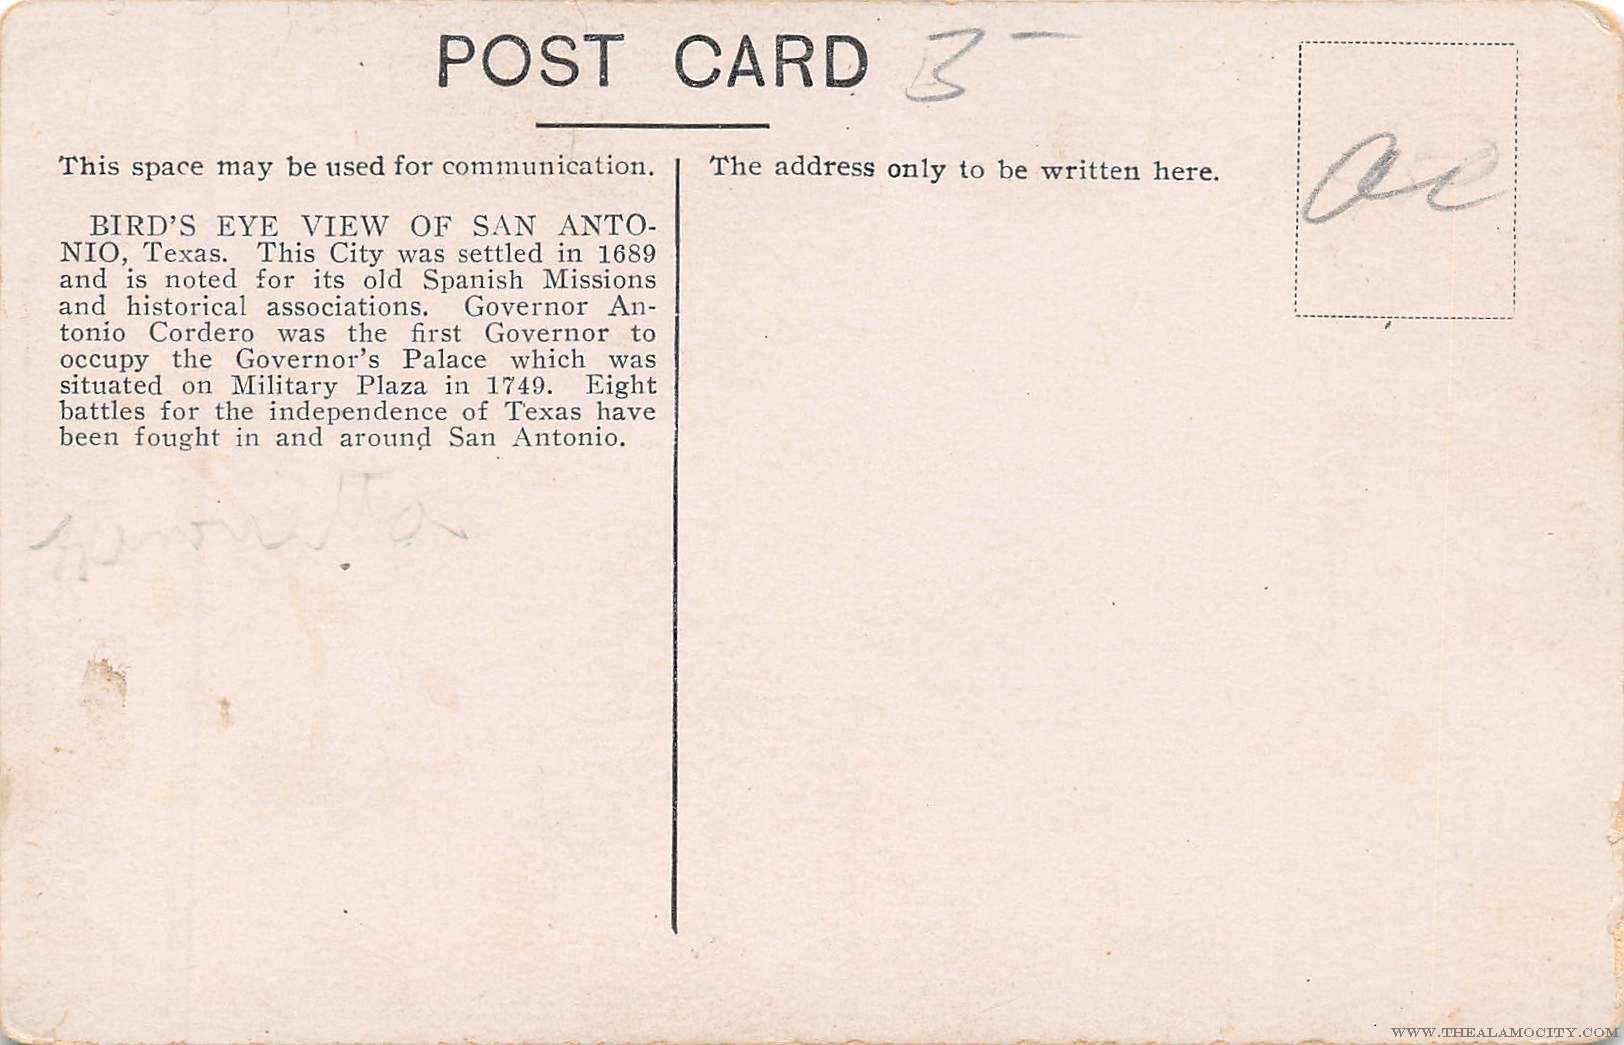 POST CARD B-
This space may be used for communication.
The address only to be written here.
ac
BIRD'S EYE VIEW OF SAN ANTO-
NIO, Texas. This City was settled in 1689
and is noted for its old Spanish Missions
and historical associations. Governor An-
tonio Cordero was the first Governor to
occupy the Governor's Palace which was
situated on Military Plaza in 1749. Eight
battles for the independence of Texas have
been fought in and around San Antonio.
WWW.THEALAMOCITY.COM